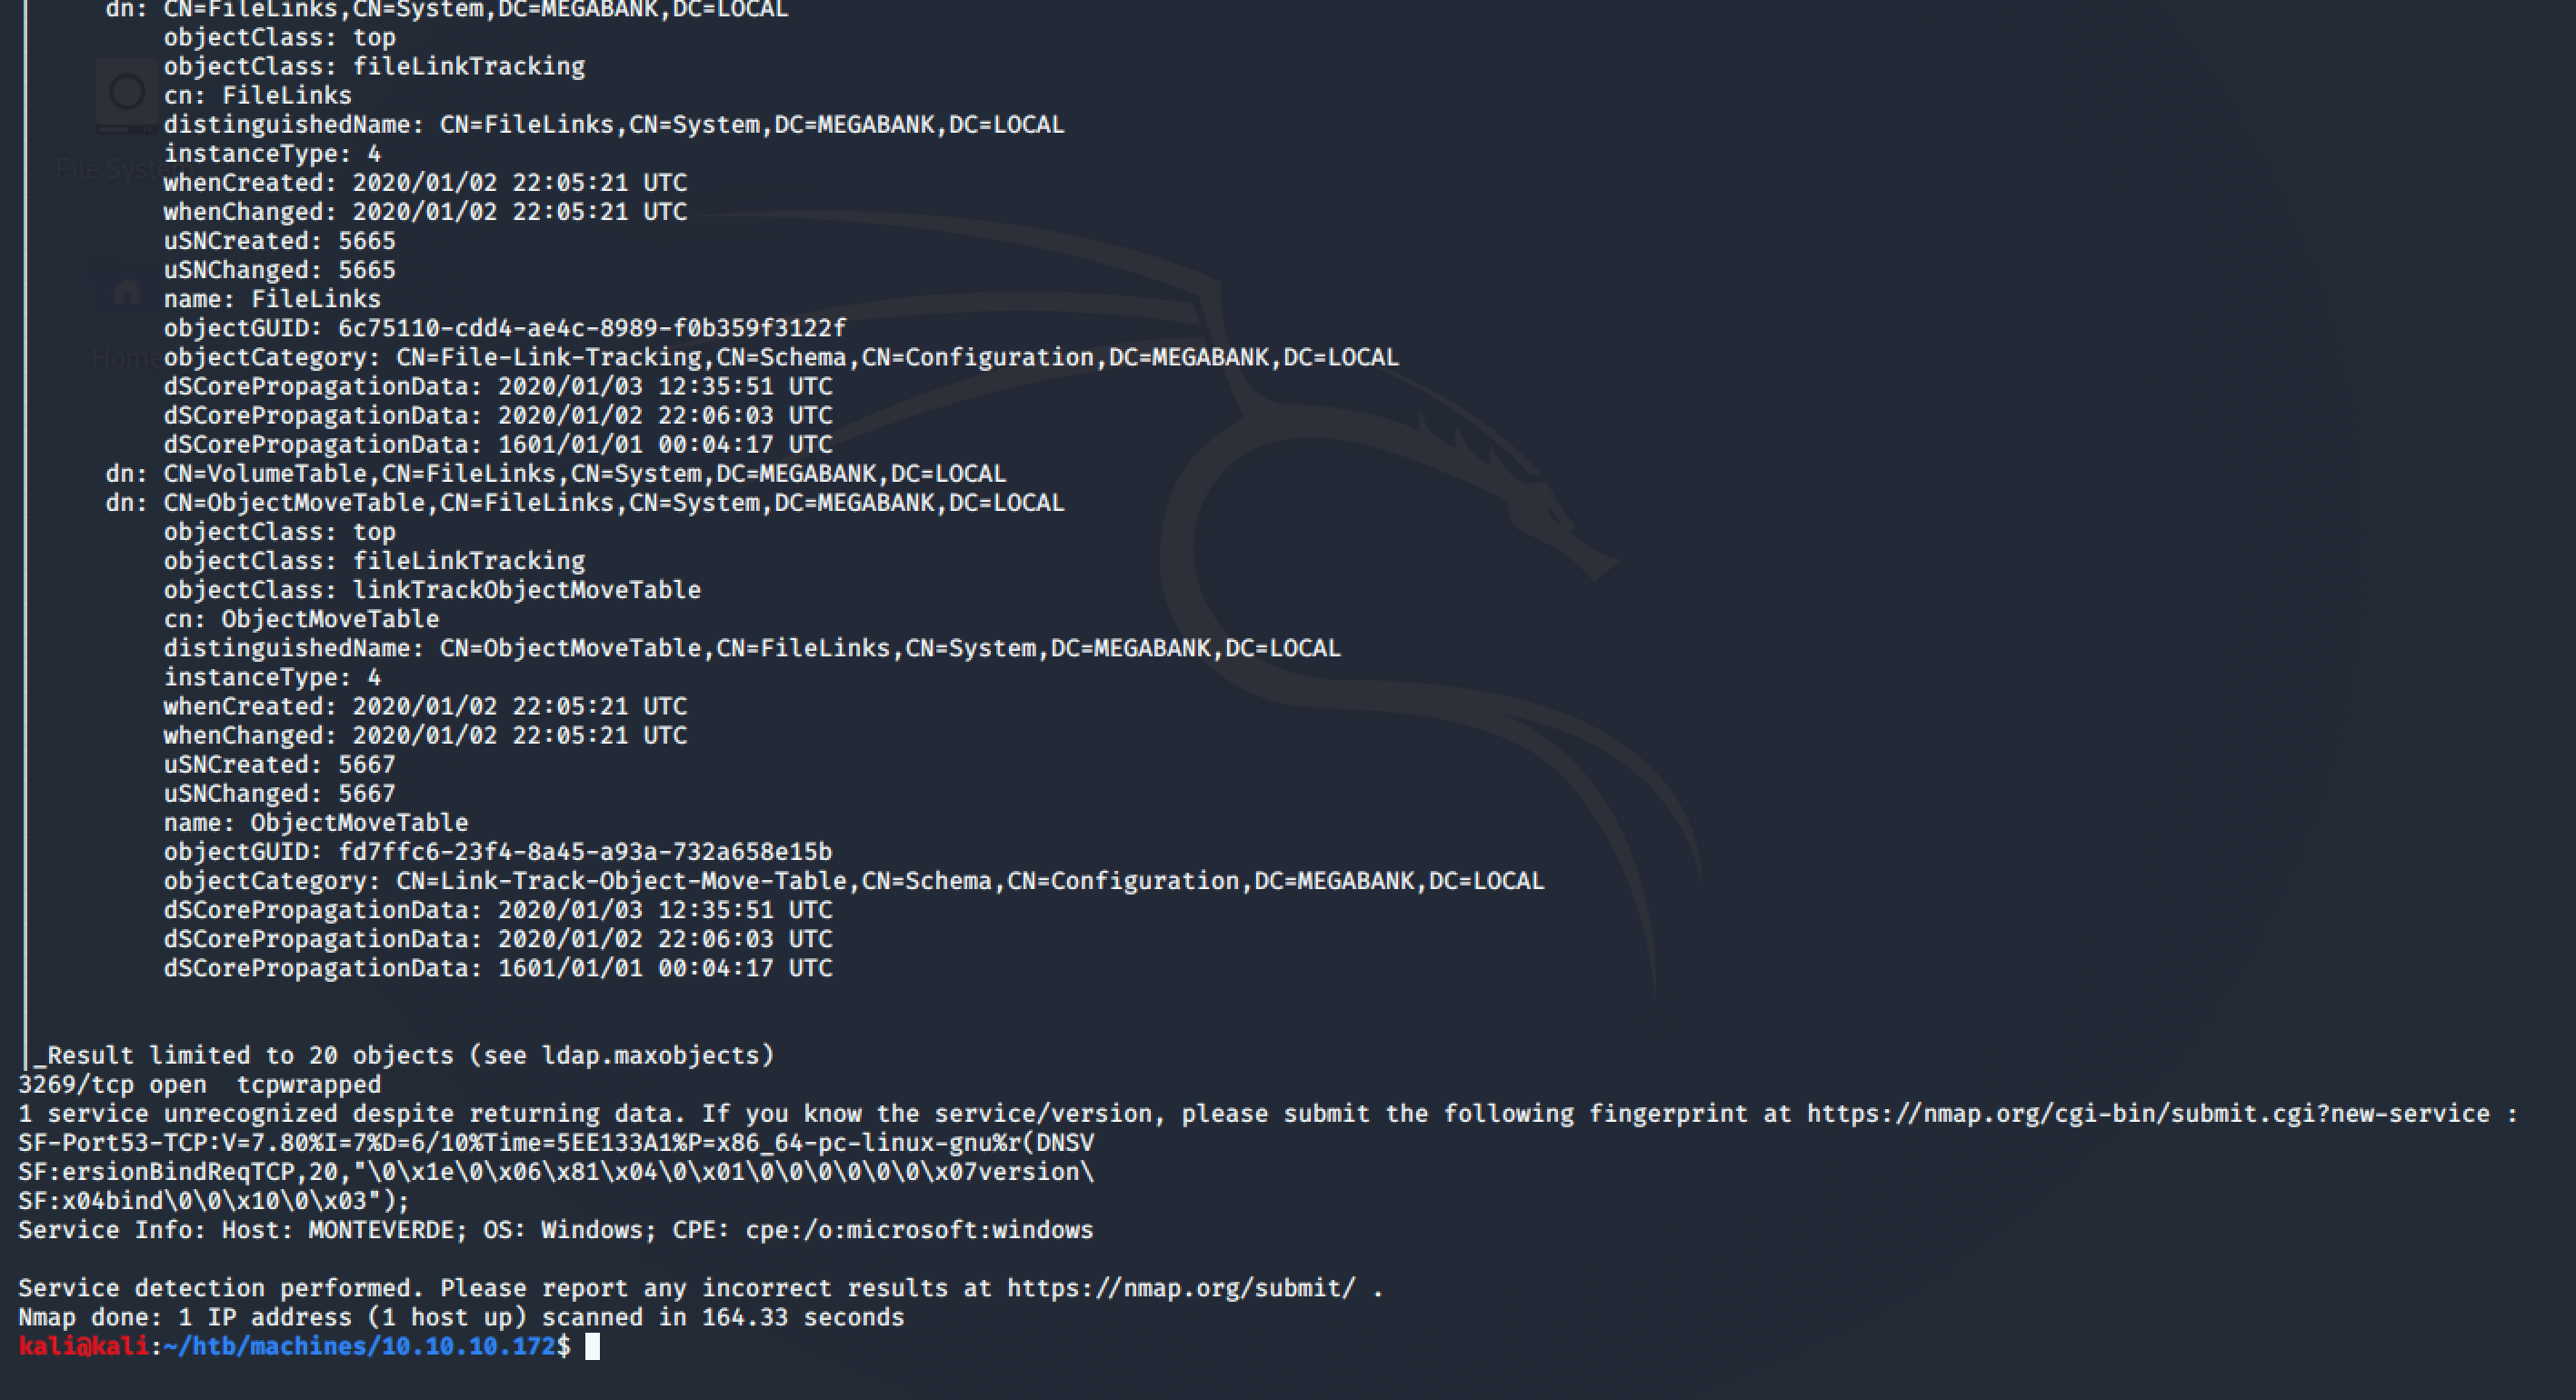 dn: CN=FileLinks,CN=System,DC=MEGABANK,DC=LOCAL
objectClass: top
objectClass: fileLinkTracking
cn: FileLinks
distinguishedName: CN=FileLinks,CN=System,DC=MEGABANK,DC=LOCAL
instanceType: 4
File System
whenCreated: 2020/01/02 22:05:21 UTC
whenChanged: 2020/01/02 22:05:21 UTC
uSNCreated: 5665
uSNChanged: 5665
name: FileLinks
objectGUID: 6c75110-cdd4-ae4c-8989-f0b359f3122f
Home
objectCategory: CN=File-Link-Tracking,CN=Schema,CN=Configuration,DC=MEGABANK,DC=LOCAL
dSCorePropagationData: 2020/01/03 12:35:51 UTC
dSCorePropagationData: 2020/01/02 22:06:03 UTC
dSCorePropagationData: 1601/01/01 00:04:17 UTC
dn: CN=VolumeTable,CN=FileLinks,CN=System,DC=MEGABANK,DC=LOCAL
dn: CN=ObjectMoveTable,CN=FileLinks,CN=System,DC=MEGABANK,DC=LOCAL
objectClass: top
objectClass: fileLinkTracking
objectClass: linkTrackObjectMoveTable
cn: ObjectMoveTable
distinguishedName: CN=ObjectMoveTable,CN=FileLinks,CN=System,DC=MEGABANK,DC=LOCAL
instanceType: 4
whenCreated: 2020/01/02 22:05:21 UTC
whenChanged: 2020/01/02 22:05:21 UTC
uSNCreated: 5667
uSNChanged: 5667
name: ObjectMoveTable
objectGUID: fd7ffc6-23f4-8a45-a93a-732a658e15b
objectCategory: CN=Link-Track-Object-Move-Table,CN=Schema,CN=Configuration,DC=MEGABANK,DC=LOCAL
dSCorePropagationData: 2020/01/03 12:35:51 UTC
dSCorePropagationData: 2020/01/02 22:06:03 UTC
dSCorePropagationData: 1601/01/01 00:04:17 UTC
|_Result limited to 20 objects (see ldap.maxobjects)
3269/tcp open  tcpwrapped
1 service unrecognized despite returning data. If you know the service/version, please submit the following fingerprint at https://nmap.org/cgi-bin/submit.cgi?new-service :
SF-Port53-TCP:V=7.80%I=7%D=6/10%Time=5EE133A1%P=x86_64-pc-linux-gnu%r(DNSV
SF:ersionBindReqTCP,20,"\0\x1e\0\x06\x81\x04\0\x01\0\0\0\0\0\0\x07version\
SF:x04bind\0\0\x10\0\x03");
Service Info: Host: MONTEVERDE; OS: Windows; CPE: cpe:/o:microsoft:windows
Service detection performed. Please report any incorrect results at https://nmap.org/submit/ .
Nmap done: 1 IP address (1 host up) scanned in 164.33 seconds
kali@kali:~/htb/machines/10.10.10.172$